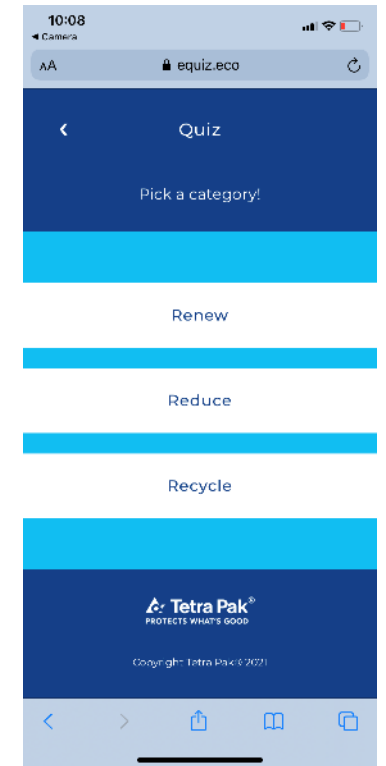 10:08
◀ Camera
AA equiz.eco
Quiz
Pick a category!
Renew
Reduce
Recycle
Tetra Pak®
PROTECTS WHAT'S GOOD
Copyright Tetra Pak® 2021